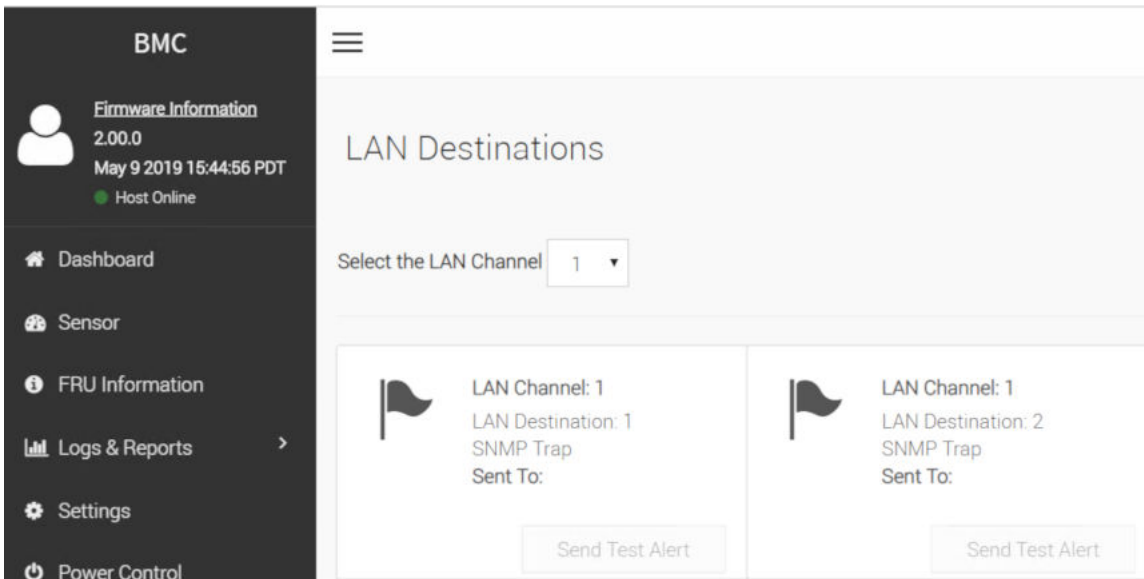 BMC
Firmware Information
2.00.0
May 9 2019 15:44:56 PDT
Host Online
Dashboard
Sensor
FRU Information
Logs & Reports
Settings
Power Control
LAN Destinations
Select the LAN Channel 1
LAN Channel: 1
LAN Destination: 1
SNMP Trap
Sent To:
Send Test Alert
LAN Channel: 1
LAN Destination: 2
SNMP Trap
Sent To:
Send Test Alert